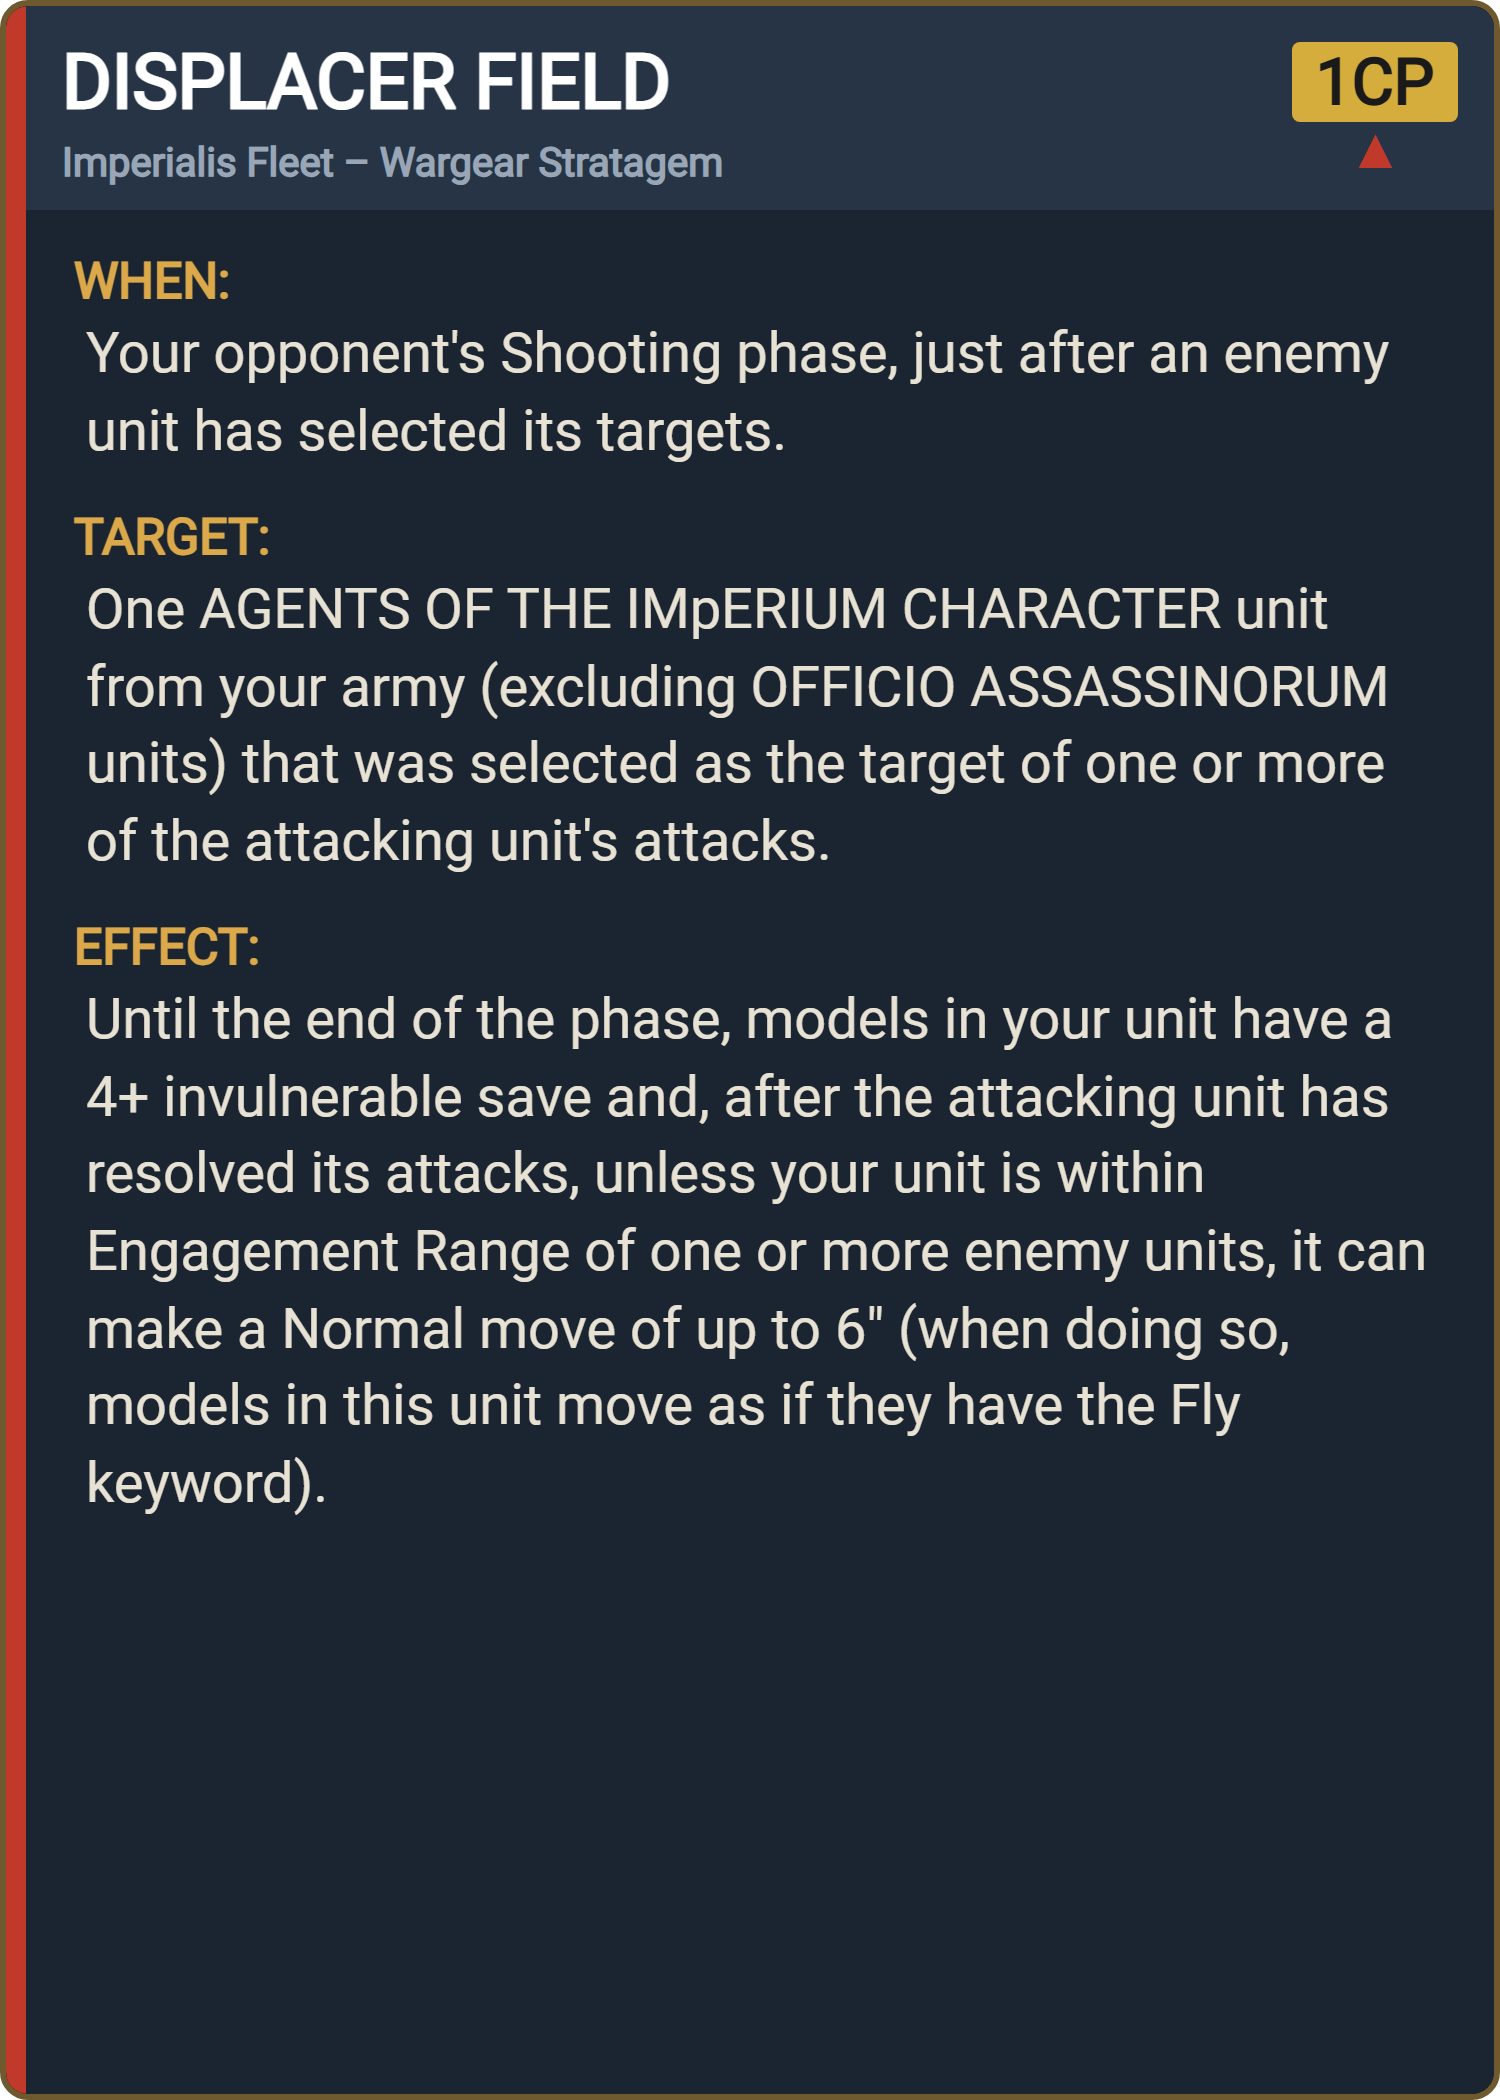 DISPLACER FIELD
1CP
Imperialis Fleet – Wargear Stratagem
WHEN:
Your opponent's Shooting phase, just after an enemy
unit has selected its targets.
TARGET:
One AGENTS OF THE IMpERIUM CHARACTER unit
from your army (excluding OFFICIO ASSASSINORUM
units) that was selected as the target of one or more
of the attacking unit's attacks.
EFFECT:
Until the end of the phase, models in your unit have a
4+ invulnerable save and, after the attacking unit has
resolved its attacks, unless your unit is within
Engagement Range of one or more enemy units, it can
make a Normal move of up to 6" (when doing so,
models in this unit move as if they have the Fly
keyword).